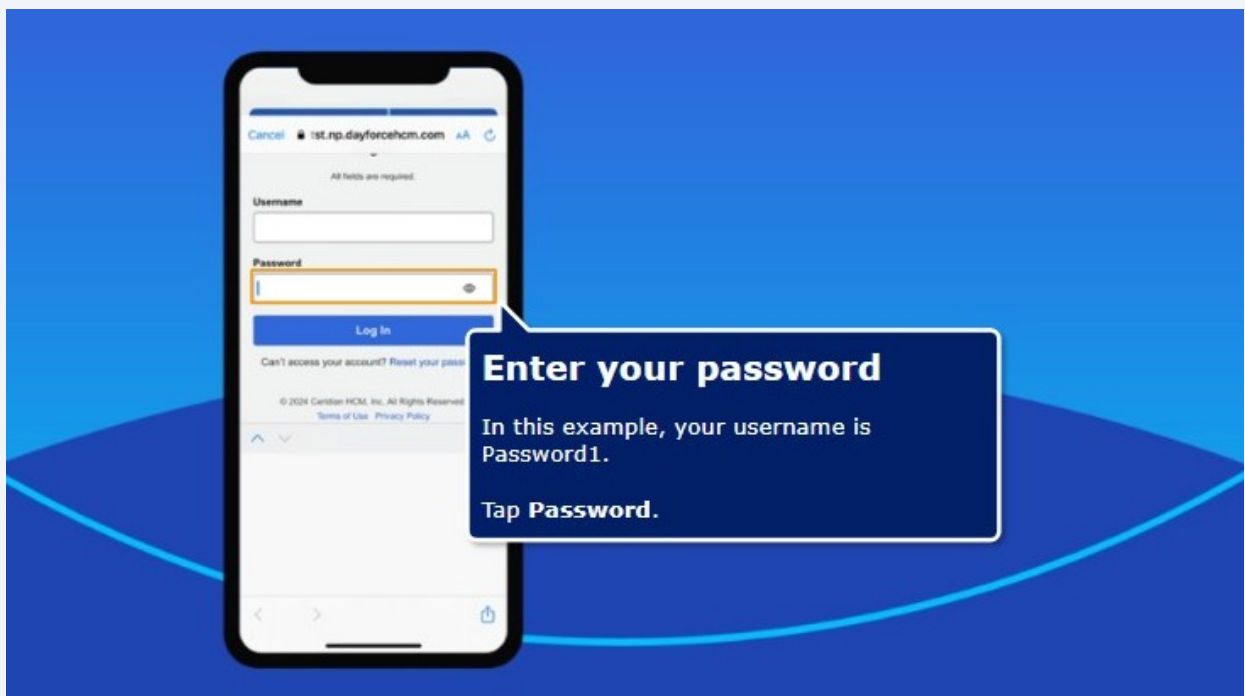 Cancel st.np.dayforcehcm.com AA
All fields are required.
Username
Password
Log In
Can't access your account? Reset your
© 2024 Ceridian HCM, Inc. All Rights Reserved
Terms of Use Privacy Policy
Enter your password
In this example, your username is
Password1.
Tap Password.